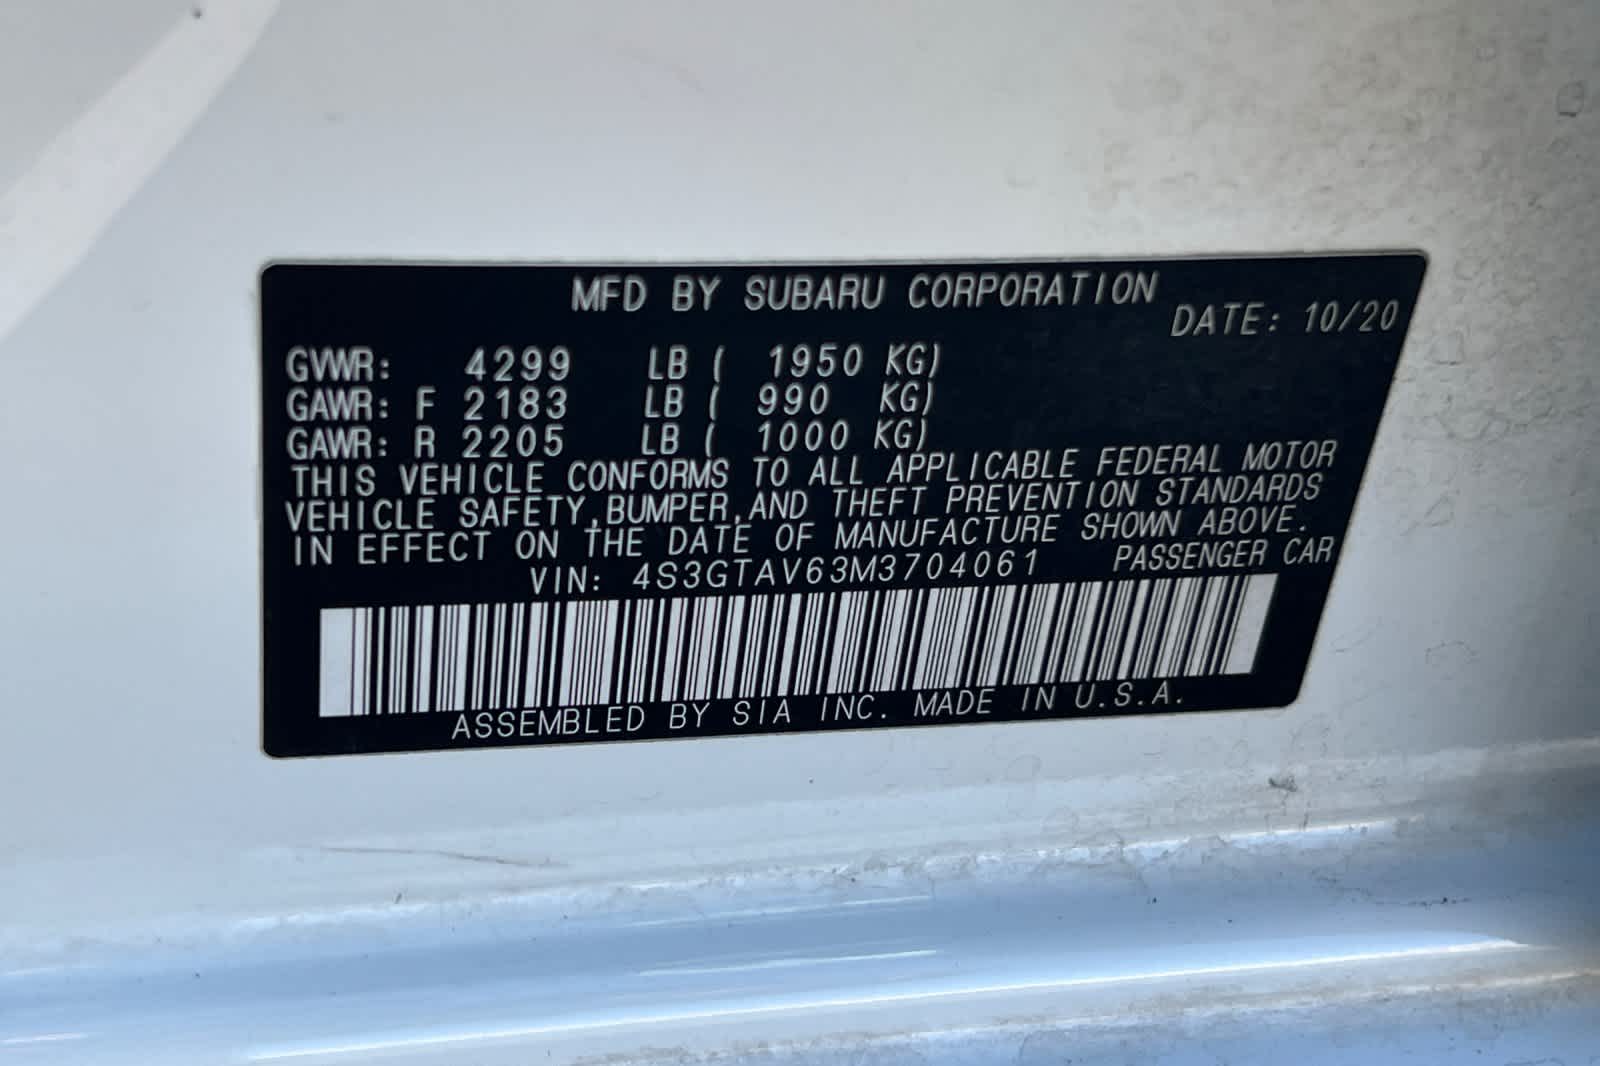 MFD BY SUBARU CORPORATION
DATE: 10/20
GVWR: 4299 LB ( 1950 KG)
GAWR: F 2183 LB ( 990 KG)
GAWR: R 2205 LB ( 1000 KG)
THIS VEHICLE CONFORMS TO ALL APPLICABLE FEDERAL MOTOR
VEHICLE SAFETY,BUMPER,AND THEFT PREVENTION STANDARDS
IN EFFECT ON THE DATE OF MANUFACTURE SHOWN ABOVE.
VIN: 4S3GTAV63M3704061 PASSENGER CAR
ASSEMBLED BY SIA INC. MADE IN U.S.A.